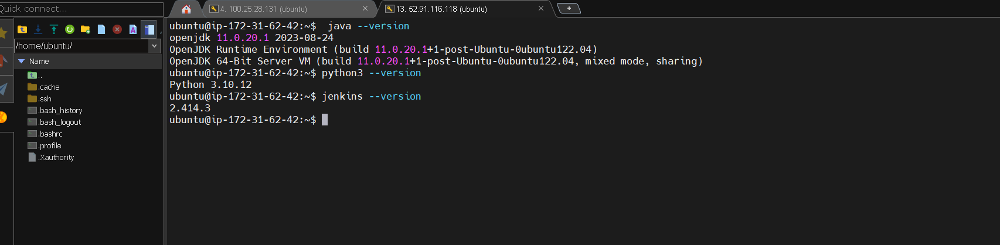 Quick connect...
4. 100.25.28.131 (ubuntu)
13. 52.91.116.118 (ubuntu)
/home/ubuntu/
Name
..
.cache
.ssh
.bash_history
.bash_logout
.bashrc
.profile
.Xauthority
ubuntu@ip-172-31-62-42:~$  java --version
openjdk 11.0.20.1 2023-08-24
OpenJDK Runtime Environment (build 11.0.20.1+1-post-Ubuntu-0ubuntu122.04)
OpenJDK 64-Bit Server VM (build 11.0.20.1+1-post-Ubuntu-0ubuntu122.04, mixed mode, sharing)
ubuntu@ip-172-31-62-42:~$ python3 --version
Python 3.10.12
ubuntu@ip-172-31-62-42:~$ jenkins --version
2.414.3
ubuntu@ip-172-31-62-42:~$